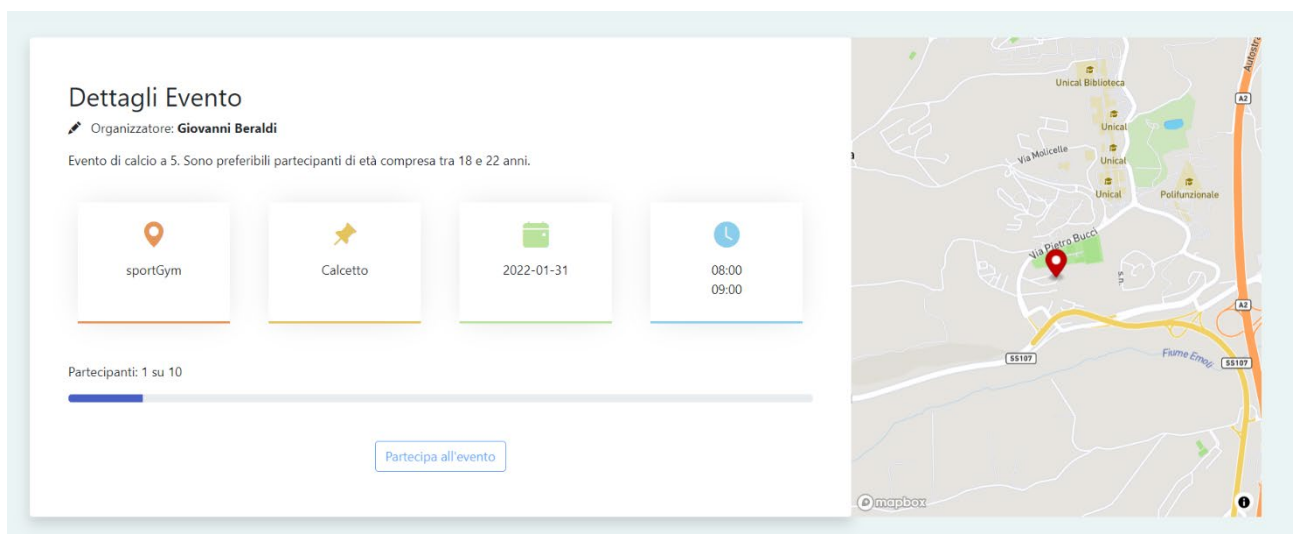 Dettagli Evento
Organizzatore: Giovanni Beraldi
Evento di calcio a 5. Sono preferibili partecipanti di età compresa tra 18 e 22 anni.
sportGym
Calcetto
2022-01-31
08:00
09:00
Partecipanti: 1 su 10
Partecipa all'evento
Unical Biblioteca
A2
Unical
Via Molicelle
Unical
Unical
Polifunzionale
Via Pietro Bucci
s.n.
A2
SS107
SS107
mapbox